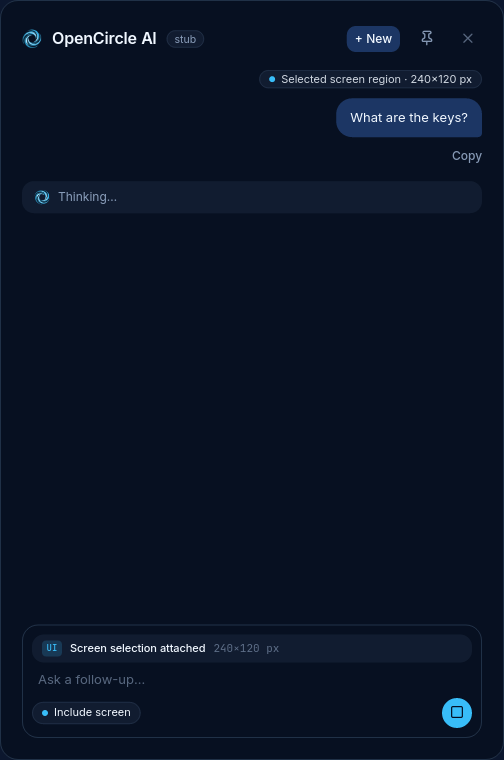 OpenCircle AI stub + New
Selected screen region · 240×120 px
What are the keys?
Copy
Thinking...
UI Screen selection attached 240×120 px
Ask a follow-up...
Include screen